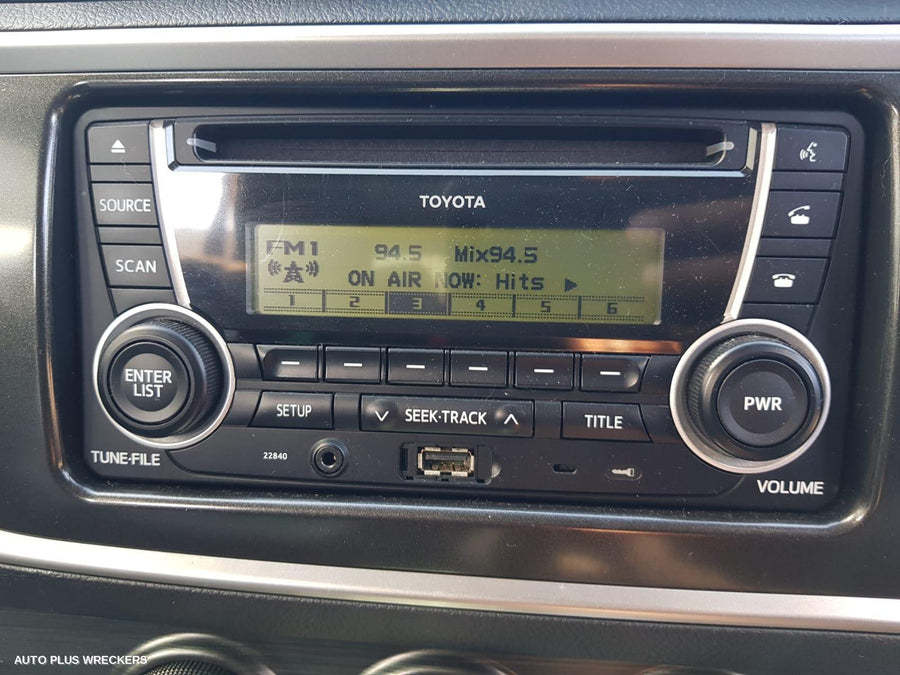 TOYOTA
SOURCE
SCAN
FM1 94.5 Mix94.5
ON AIR NOW: Hits
1 2 3 4 5 6
ENTER
LIST
PWR
SETUP
SEEK·TRACK
TITLE
22840
TUNE·FILE
VOLUME
AUTO PLUS WRECKERS